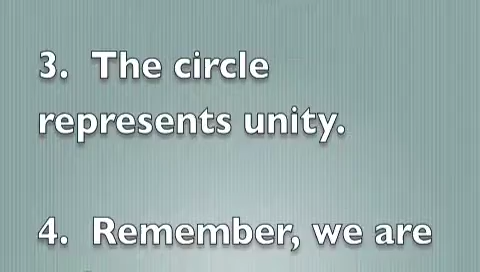 3.  The circle
represents unity.
4.  Remember, we are